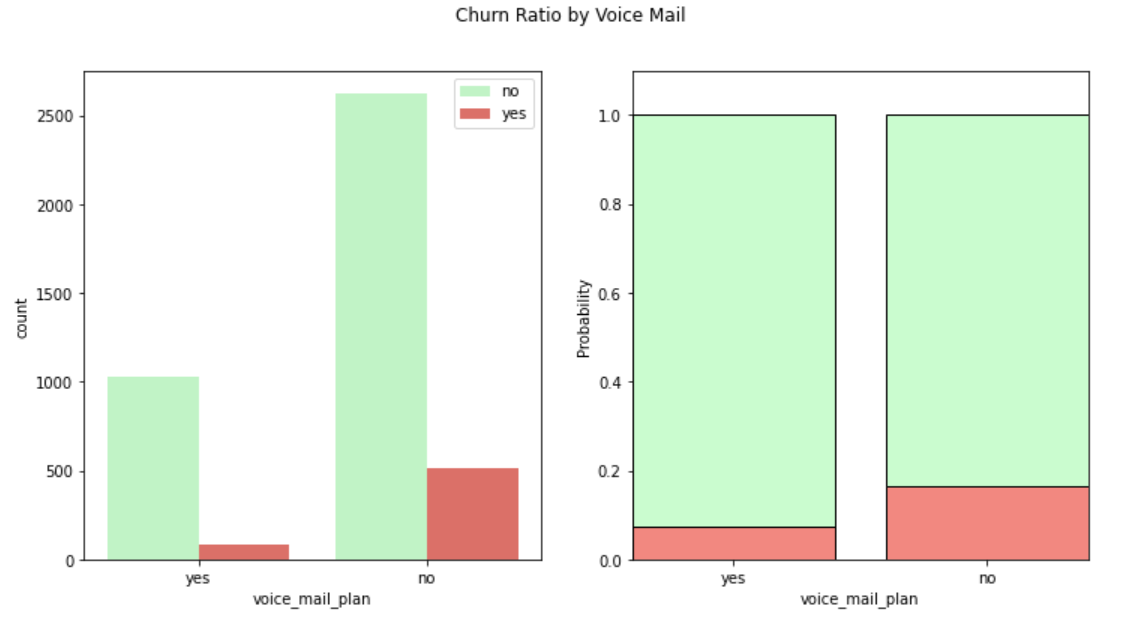 Churn Ratio by Voice Mail
count
2500
2000
1500
1000
500
0
no
yes
yes
no
voice_mail_plan
Probability
1.0
0.8
0.6
0.4
0.2
0.0
yes
no
voice_mail_plan